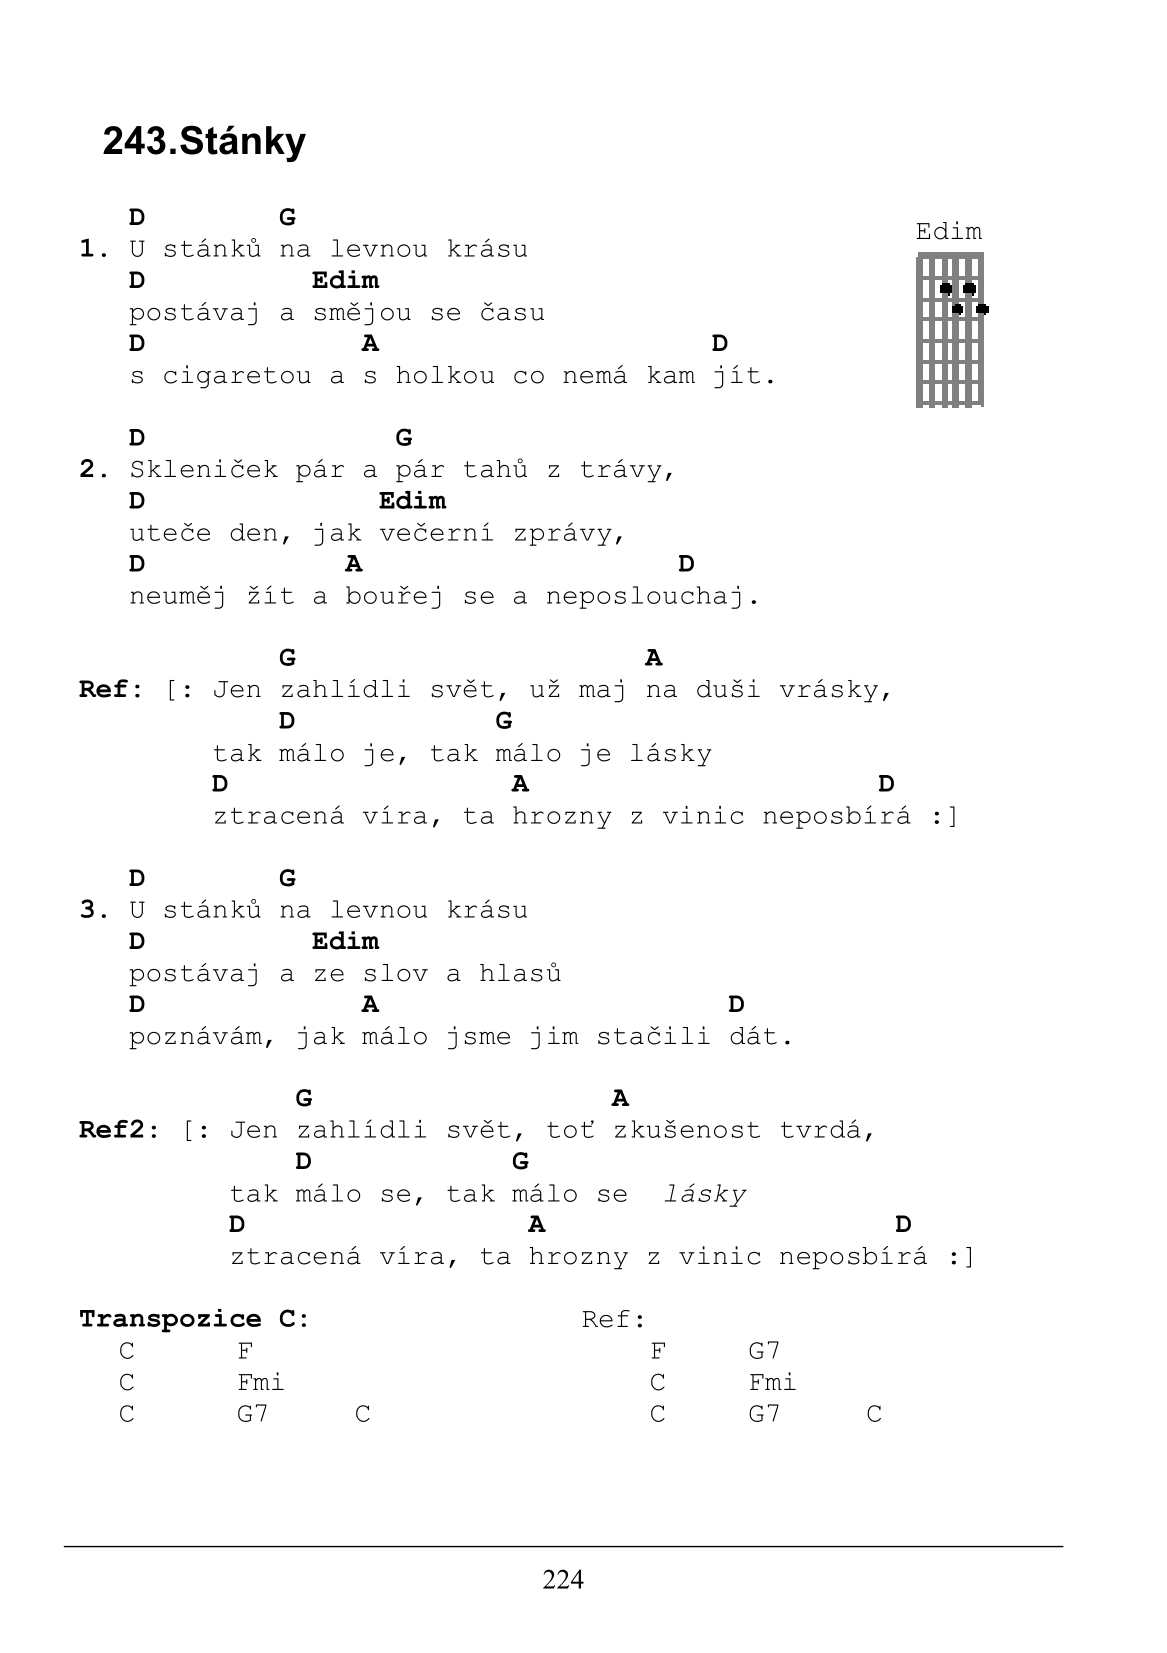 243.Stánky
D G
Edim
1. U stánků na levnou krásu
D Edim
postávaj a smějou se času
D A D
s cigaretou a s holkou co nemá kam jít.
D G
2. Skleniček pár a pár tahů z trávy,
D Edim
uteče den, jak večerní zprávy,
D A D
neuměj žít a bouřej se a neposlouchaj.
G A
Ref: [: Jen zahlídli svět, už maj na duši vrásky,
D G
tak málo je, tak málo je lásky
D A D
ztracená víra, ta hrozny z vinic neposbírá :]
D G
3. U stánků na levnou krásu
D Edim
postávaj a ze slov a hlasů
D A D
poznávám, jak málo jsme jim stačili dát.
G A
Ref2: [: Jen zahlídli svět, toť zkušenost tvrdá,
D G
tak málo se, tak málo se lásky
D A D
ztracená víra, ta hrozny z vinic neposbírá :]
Transpozice C: Ref:
C F F G7
C Fmi C Fmi
C G7 C C G7 C
224